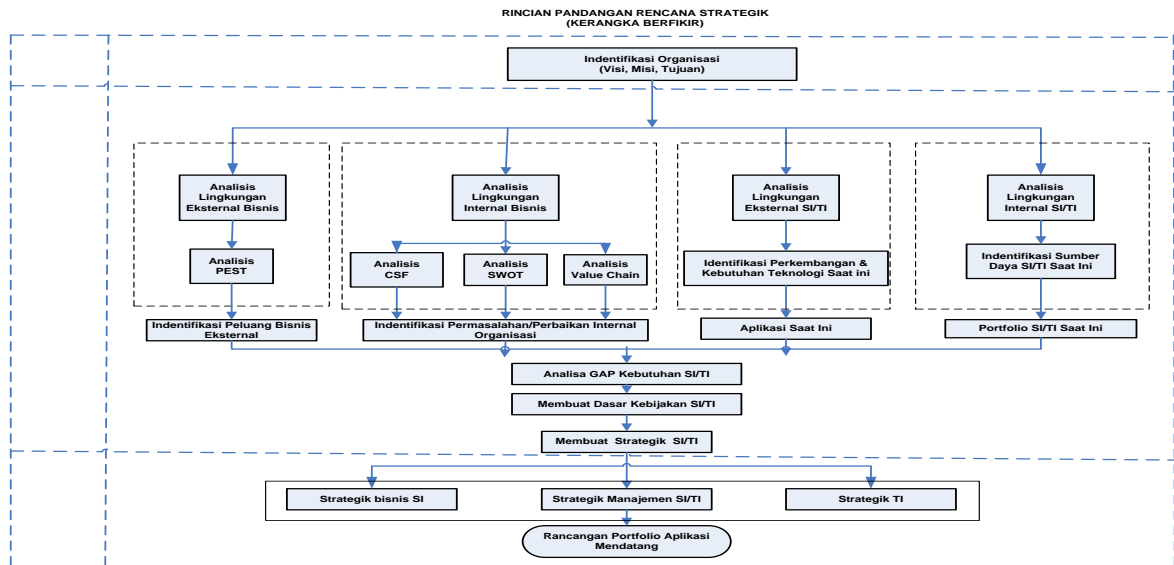 RINCIAN PANDANGAN RENCANA STRATEGIK
(KERANGKA BERFIKIR)
Indentifikasi Organisasi
(Visi, Misi, Tujuan)
Analisis
Lingkungan
Eksternal Bisnis
Analisis
Lingkungan
Internal Bisnis
Analisis
Lingkungan
Eksternal SI/TI
Analisis
Lingkungan
Internal SI/TI
Analisis
PEST
Analisis
CSF
Analisis
SWOT
Analisis
Value Chain
Identifikasi Perkembangan &
Kebutuhan Teknologi Saat ini
Indentifikasi Sumber
Daya SI/TI Saat Ini
Indentifikasi Peluang Bisnis
Eksternal
Indentifikasi Permasalahan/Perbaikan Internal
Organisasi
Aplikasi Saat Ini
Portfolio SI/TI Saat Ini
Analisa GAP Kebutuhan SI/TI
Membuat Dasar Kebijakan SI/TI
Membuat Strategik SI/TI
Strategik bisnis SI
Strategik Manajemen SI/TI
Strategik TI
Rancangan Portfolio Aplikasi
Mendatang